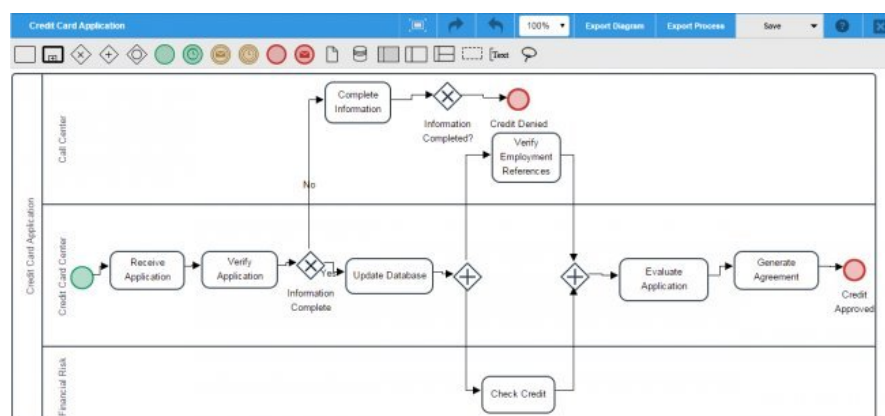 Credit Card Application
100%
Export Diagram
Export Process
Save
?
Text
Credit Card Application
Call Center
Complete
Information
Information
Completed?
Credit Denied
Verify
Employment
References
No
Credit Card Center
Receive
Application
Verify
Application
Yes
Information
Complete
Update Database
Evaluate
Application
Generate
Agreement
Credit
Approved
Financial Risk
Check Credit